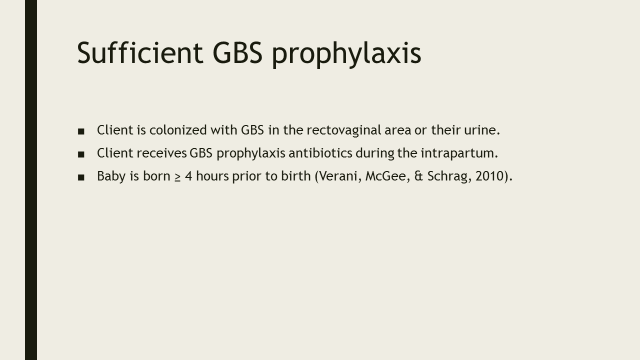 Sufficient GBS prophylaxis
▪ Client is colonized with GBS in the rectovaginal area or their urine.
▪ Client receives GBS prophylaxis antibiotics during the intrapartum.
▪ Baby is born ≥ 4 hours prior to birth (Verani, McGee, & Schrag, 2010).